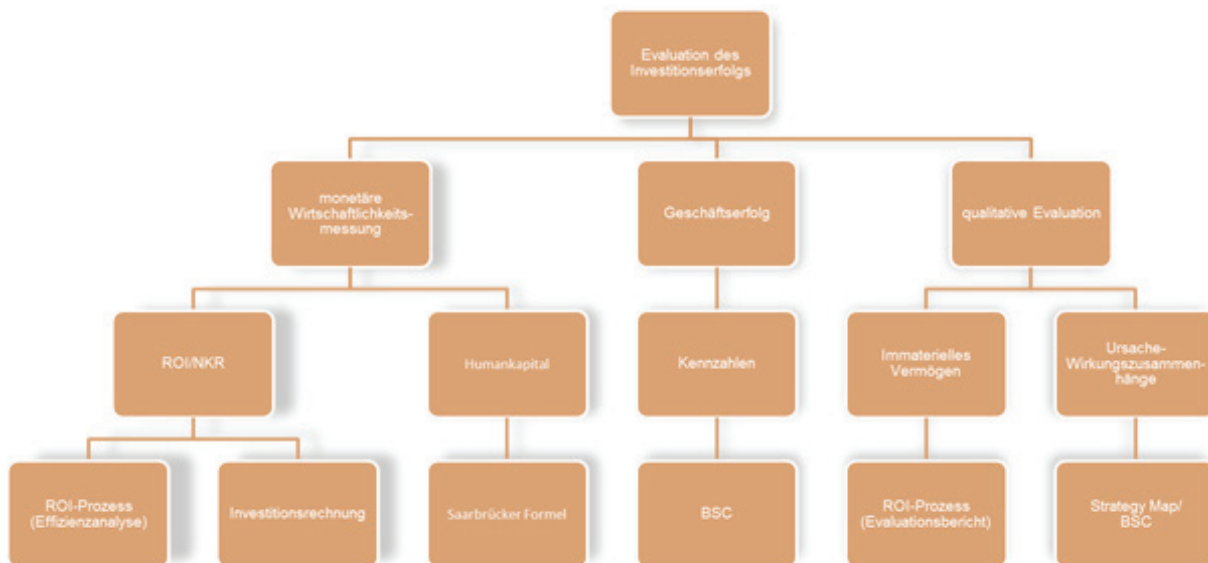 Evaluation des
Investitionserfolgs
monetäre
Wirtschaftlichkeits-
messung
Geschäftserfolg
qualitative Evaluation
ROI/NKR
Humankapital
Kennzahlen
Immaterielles
Vermögen
Ursache-
Wirkungszusammen-
hänge
ROI-Prozess
(Effizienzanalyse)
Investitionsrechnung
Saarbrücker Formel
BSC
ROI-Prozess
(Evaluationsbericht)
Strategy Map/
BSC